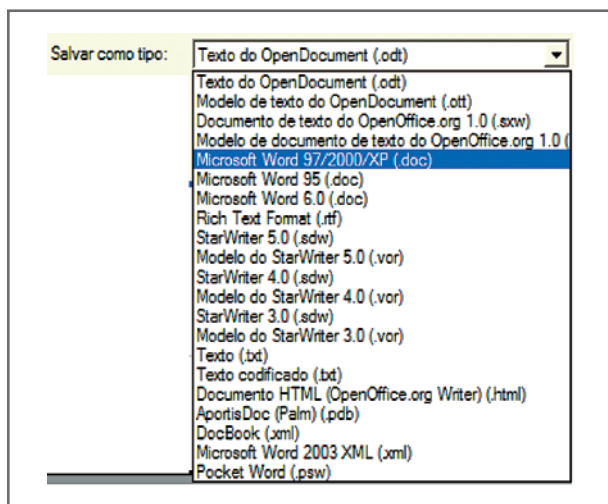 Salvar como tipo: Texto do OpenDocument (.odt)
Texto do OpenDocument (.odt)
Modelo de texto do OpenDocument (.ott)
Documento de texto do OpenOffice.org 1.0 (.sxw)
Modelo de documento de texto do OpenOffice.org 1.0 (
Microsoft Word 97/2000/XP (.doc)
Microsoft Word 95 (.doc)
Microsoft Word 6.0 (.doc)
Rich Text Format (.rtf)
StarWriter 5.0 (.sdw)
Modelo do StarWriter 5.0 (.vor)
StarWriter 4.0 (.sdw)
Modelo do StarWriter 4.0 (.vor)
StarWriter 3.0 (.sdw)
Modelo do StarWriter 3.0 (.vor)
Texto (.txt)
Texto codificado (.txt)
Documento HTML (OpenOffice.org Writer) (.html)
AportisDoc (Palm) (.pdb)
DocBook (.xml)
Microsoft Word 2003 XML (.xml)
Pocket Word (.psw)